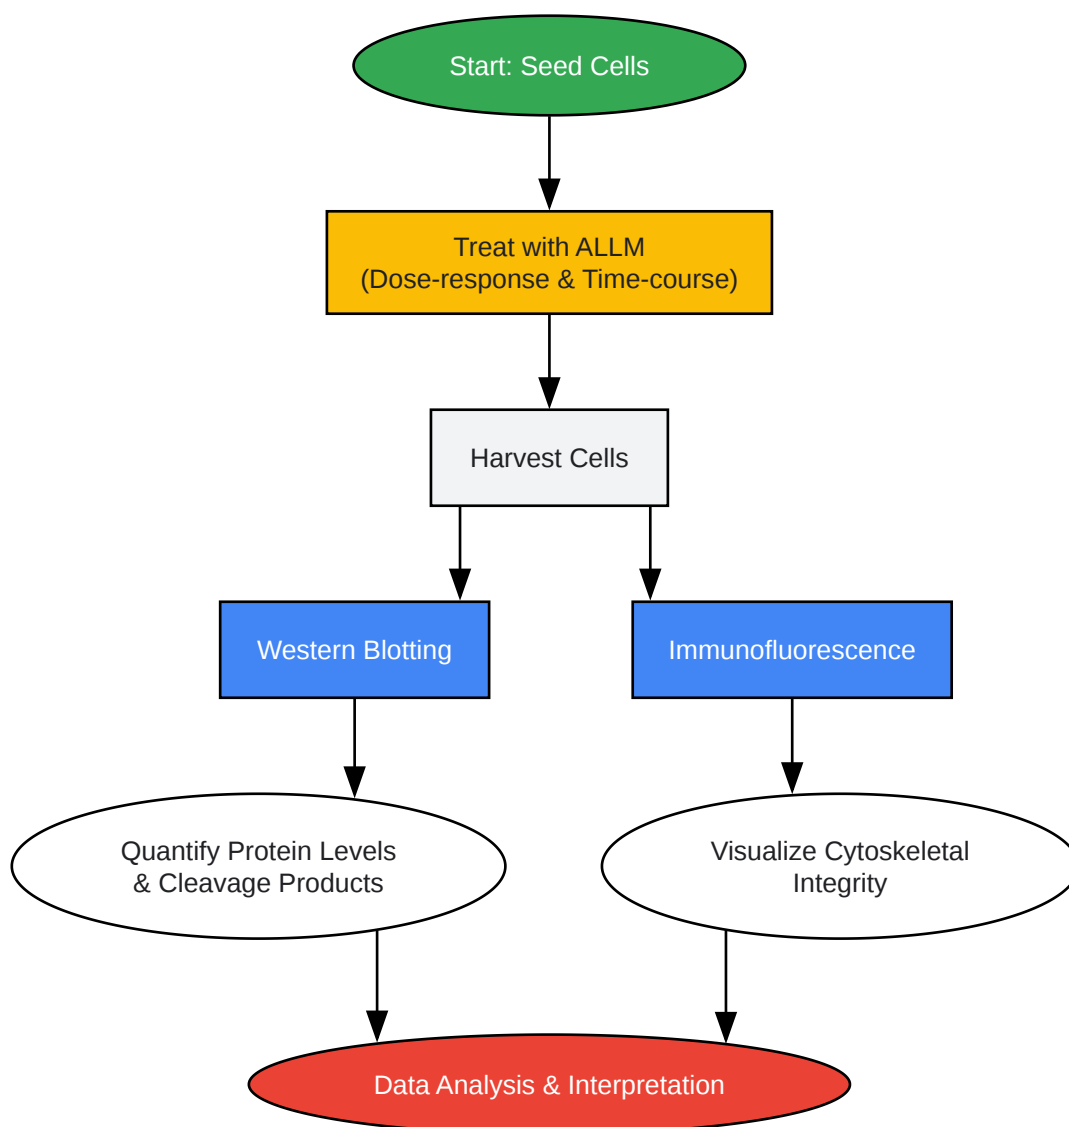 Start: Seed Cells
Treat with ALLM
(Dose-response & Time-course)
Harvest Cells
Western Blotting
Immunofluorescence
Quantify Protein Levels
& Cleavage Products
Visualize Cytoskeletal
Integrity
Data Analysis & Interpretation